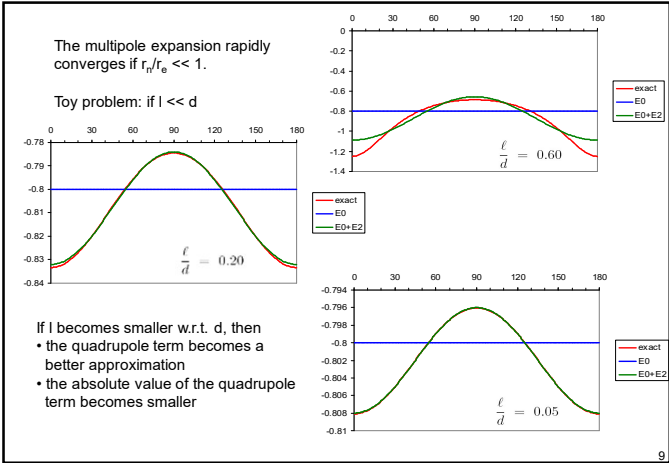 The multipole expansion rapidly
converges if rₙ/rₑ << 1.
Toy problem: if l << d
0 30 60 90 120 150 180
-0.78
-0.79
-0.8
-0.81
-0.82
-0.83
-0.84
ℓ/d = 0.20
exact
E0
E0+E2
0 30 60 90 120 150 180
0
-0.2
-0.4
-0.6
-0.8
-1
-1.2
-1.4
ℓ/d = 0.60
exact
E0
E0+E2
If l becomes smaller w.r.t. d, then
• the quadrupole term becomes a
better approximation
• the absolute value of the quadrupole
term becomes smaller
0 30 60 90 120 150 180
-0.794
-0.796
-0.798
-0.8
-0.802
-0.804
-0.806
-0.808
-0.81
ℓ/d = 0.05
exact
E0
E0+E2
9